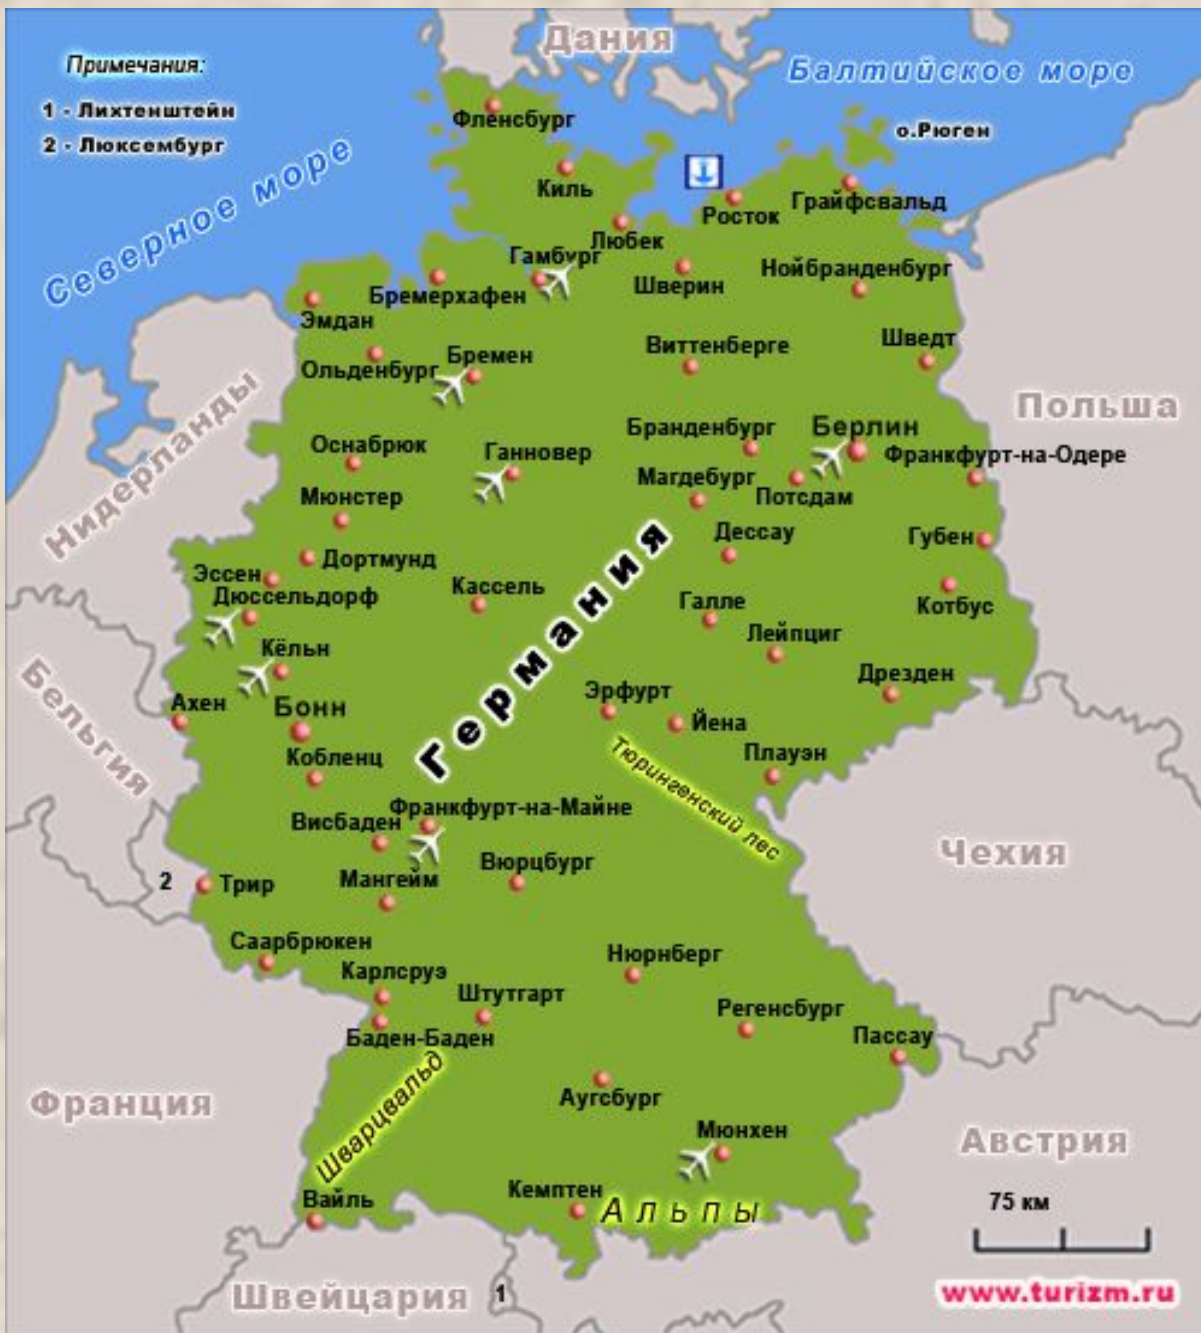 Дания
Примечания:
Балтийское море
1 - Лихтенштейн
2 - Люксембург
Фленсбург
о.Рюген
Северное море
Киль
Росток
Грайфсвальд
Любек
Гамбург
Шверин
Нойбранденбург
Бремерхафен
Эмдан
Ольденбург
Бремен
Виттенберге
Шведт
Нидерланды
Польша
Оснабрюк
Ганновер
Бранденбург
Берлин
Франкфурт-на-Одере
Мюнстер
Магдебург
Потсдам
Дессау
Губен
Дортмунд
Эссен
Дюссельдорф
Кассель
Галле
Котбус
Германия
Лейпциг
Кёльн
Дрезден
Бельгия
Ахен
Бонн
Эрфурт
Йена
Кобленц
Плауэн
Тюрингенский лес
Франкфурт-на-Майне
Висбаден
Чехия
2
Трир
Мангейм
Вюрцбург
Саарбрюкен
Нюрнберг
Карлсруэ
Штутгарт
Регенсбург
Баден-Баден
Пассау
Франция
Шварцвальд
Аугсбург
Мюнхен
Австрия
Вайль
Кемптен
Альпы
75 км
Швейцария
1
www.turizm.ru